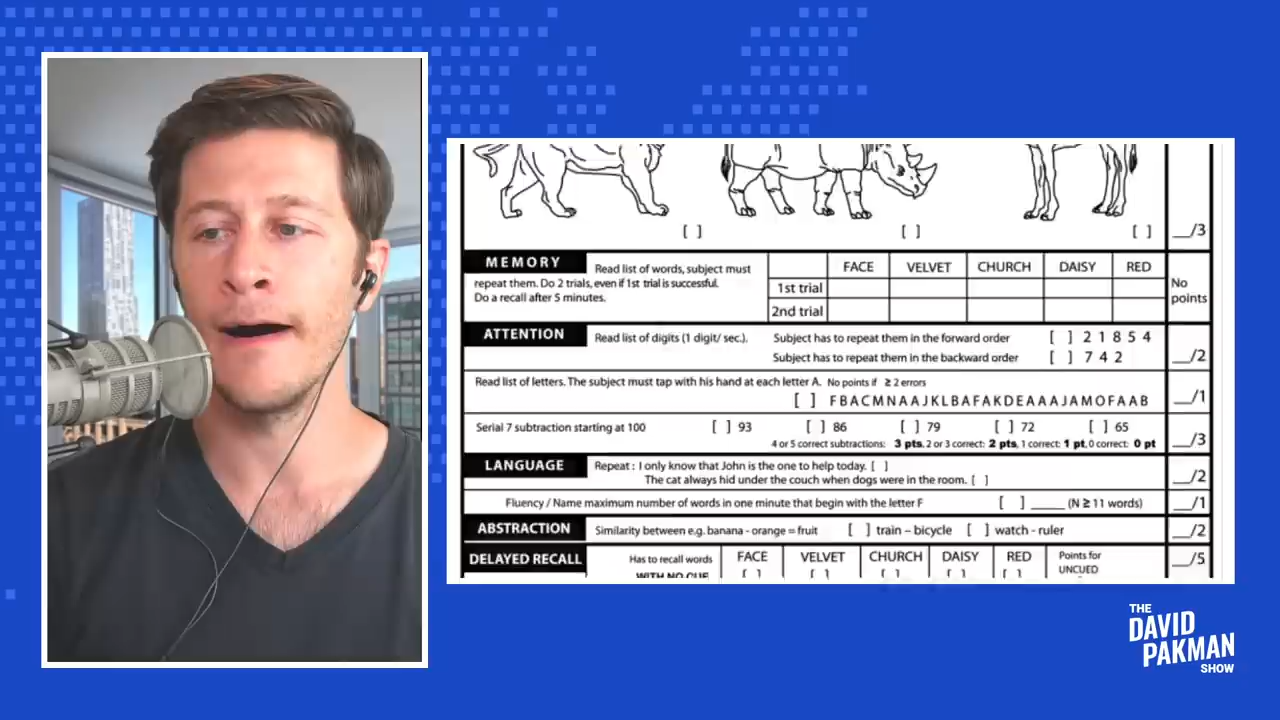 [ ] [ ] [ ] __/3
MEMORY Read list of words, subject must
repeat them. Do 2 trials, even if 1st trial is successful.
Do a recall after 5 minutes.
FACE VELVET CHURCH DAISY RED
1st trial
2nd trial
No
points
ATTENTION Read list of digits (1 digit/ sec.). Subject has to repeat them in the forward order [ ] 2 1 8 5 4
Subject has to repeat them in the backward order [ ] 7 4 2 __/2
Read list of letters. The subject must tap with his hand at each letter A. No points if ≥ 2 errors
[ ] F B A C M N A A J K L B A F A K D E A A A J A M O F A A B __/1
Serial 7 subtraction starting at 100 [ ] 93 [ ] 86 [ ] 79 [ ] 72 [ ] 65
4 or 5 correct subtractions: 3 pts, 2 or 3 correct: 2 pts, 1 correct: 1 pt, 0 correct: 0 pt __/3
LANGUAGE Repeat : I only know that John is the one to help today. [ ]
The cat always hid under the couch when dogs were in the room. [ ] __/2
Fluency / Name maximum number of words in one minute that begin with the letter F [ ] _____ (N ≥ 11 words) __/1
ABSTRACTION Similarity between e.g. banana - orange = fruit [ ] train – bicycle [ ] watch - ruler __/2
DELAYED RECALL Has to recall words FACE VELVET CHURCH DAISY RED Points for __/5
WITH NO CUE [ ] [ ] [ ] [ ] [ ] UNCUED
THE
DAVID
PAKMAN
SHOW